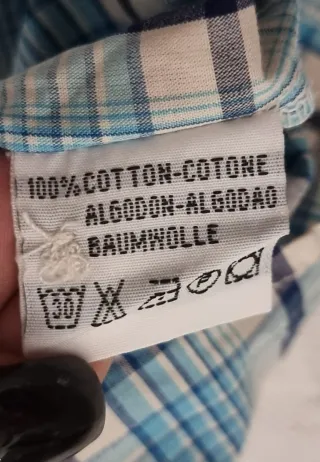 100% COTTON-COTONE
ALGODON-ALGODAO
BAUMWOLLE
30 P